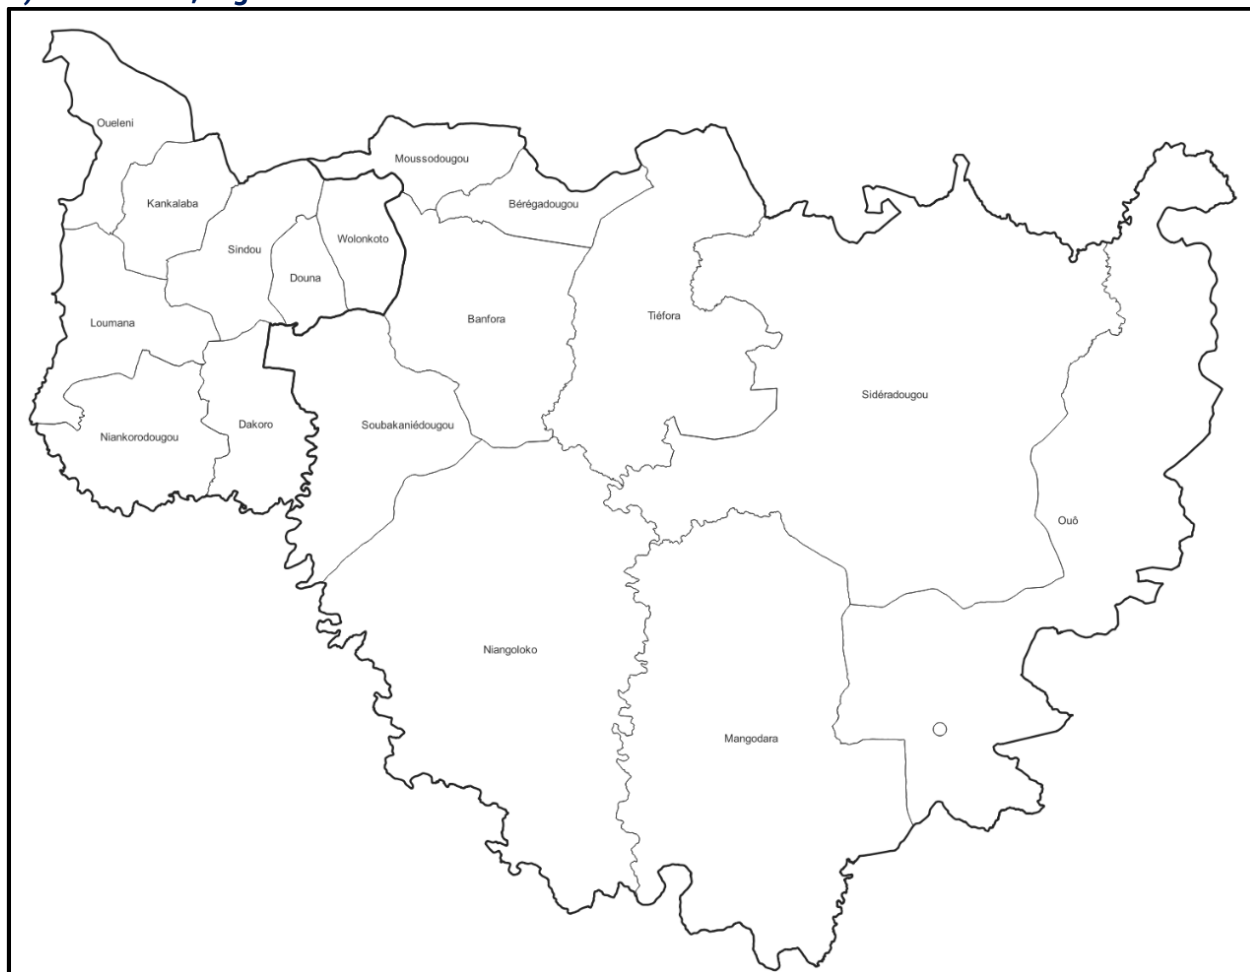 Oueleni
Moussodougou
Kankalaba
Bérégadougou
Wolonkoto
Sindou
Douna
Loumana
Banfora
Tiéfora
Sidéradougou
Niankorodougou
Dakoro
Soubakaniédougou
Ouô
Niangoloko
Mangodara